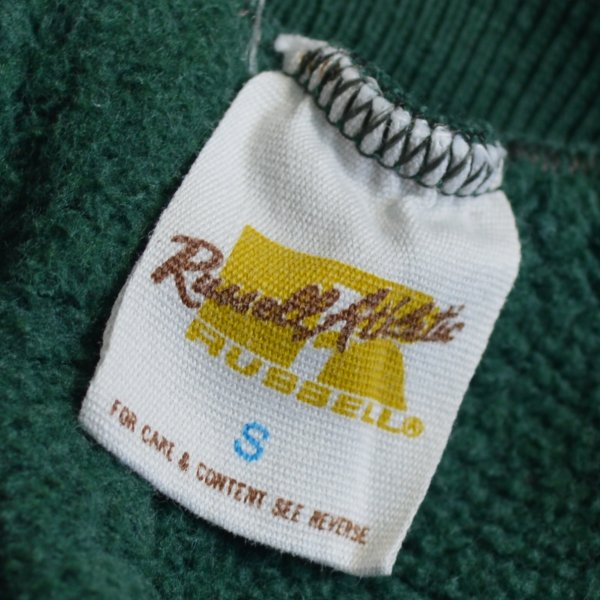 Russell Athletic
RUSSELL®
S
FOR CARE & CONTENT SEE REVERSE